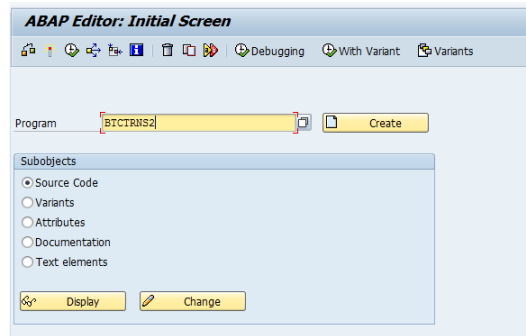 ABAP Editor: Initial Screen
Debugging With Variant Variants
Program BTCTRNS2 Create
Subobjects
Source Code
Variants
Attributes
Documentation
Text elements
Display Change